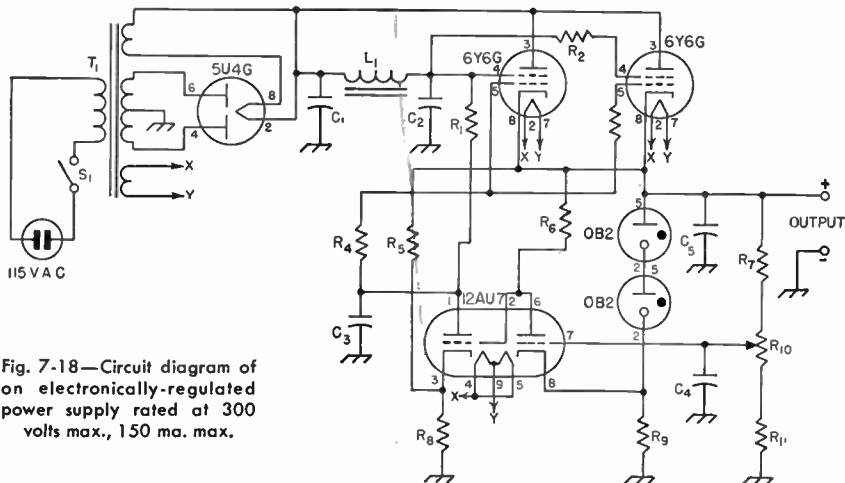 T1
5U4G
6
8
4
2
S1
115 V A C
X
Y
L1
C1
C2
R1
6Y6G
3
4
5
8
2
7
X
Y
R2
6Y6G
3
4
5
8
2
7
X
Y
R4
R5
R6
C3
12AU7
1
2
6
7
3
4
9
5
8
X
Y
R8
R9
5
OB2
2
5
OB2
2
C5
R7
R10
C4
R11
+
OUTPUT
-
Fig. 7-18—Circuit diagram of
on electronically-regulated
power supply rated at 300
volts max., 150 ma. max.